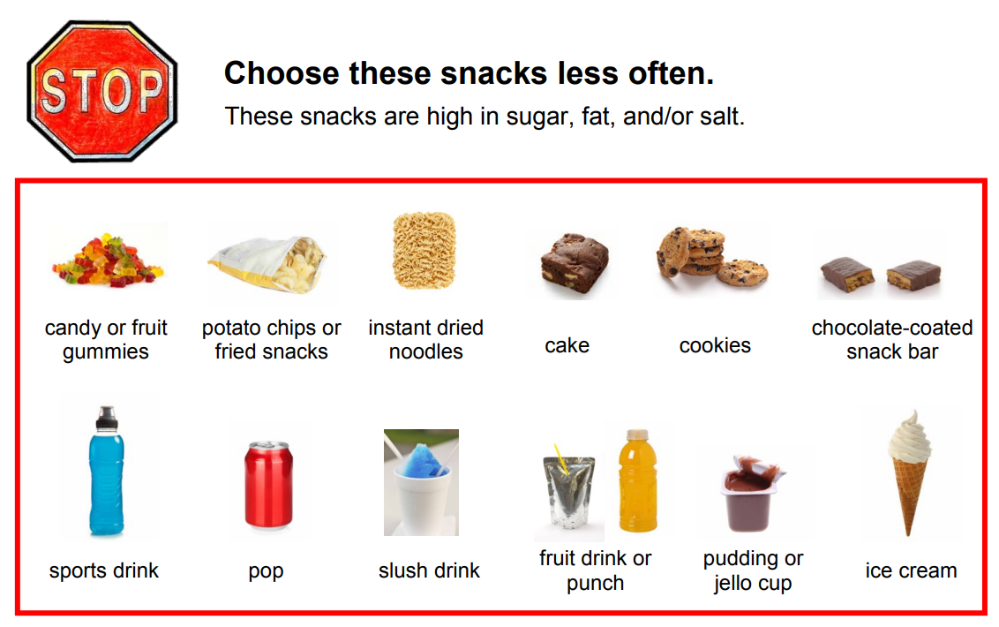 STOP
Choose these snacks less often.
These snacks are high in sugar, fat, and/or salt.
candy or fruit
gummies
potato chips or
fried snacks
instant dried
noodles
cake
cookies
chocolate-coated
snack bar
sports drink
pop
slush drink
fruit drink or
punch
pudding or
jello cup
ice cream